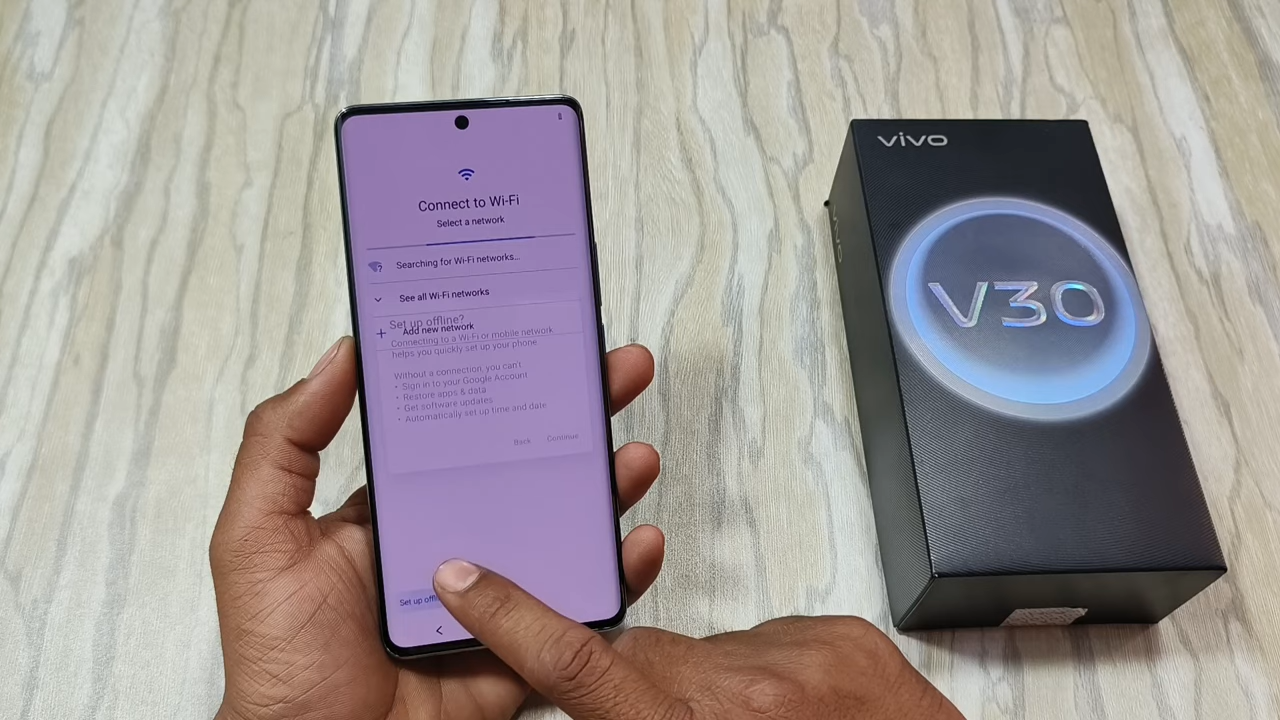 Connect to Wi-Fi
Select a network
Searching for Wi-Fi networks...
See all Wi-Fi networks
Set up offline?
Add new network
Connecting to a Wi-Fi or mobile network
helps you quickly set up your phone
Without a connection, you can't
• Sign in to your Google Account
• Restore apps & data
• Get software updates
• Automatically set up time and date
Back Continue
Set up
vivo
V30
vivo